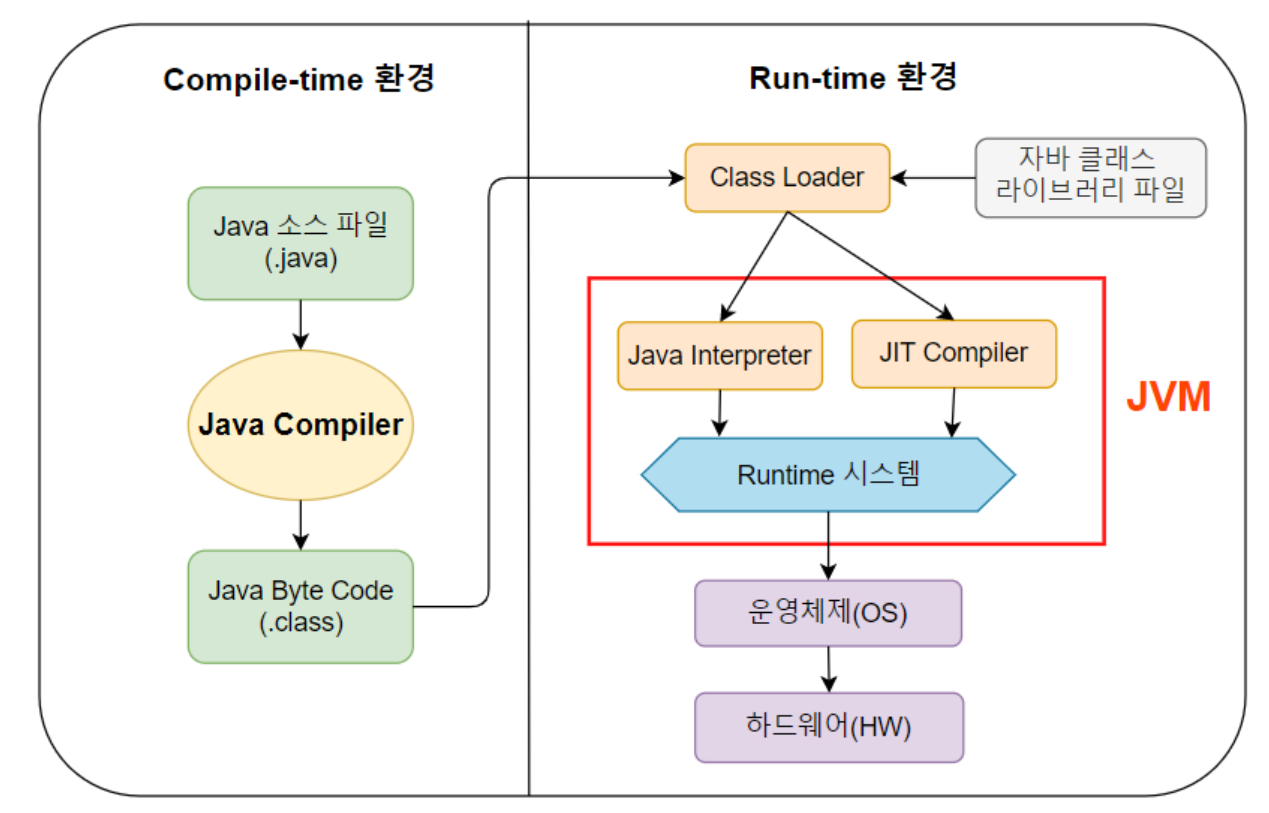 Compile-time 환경
Java 소스 파일
(.java)
Java Compiler
Java Byte Code
(.class)
Run-time 환경
Class Loader
자바 클래스
라이브러리 파일
Java Interpreter
JIT Compiler
JVM
Runtime 시스템
운영체제(OS)
하드웨어(HW)